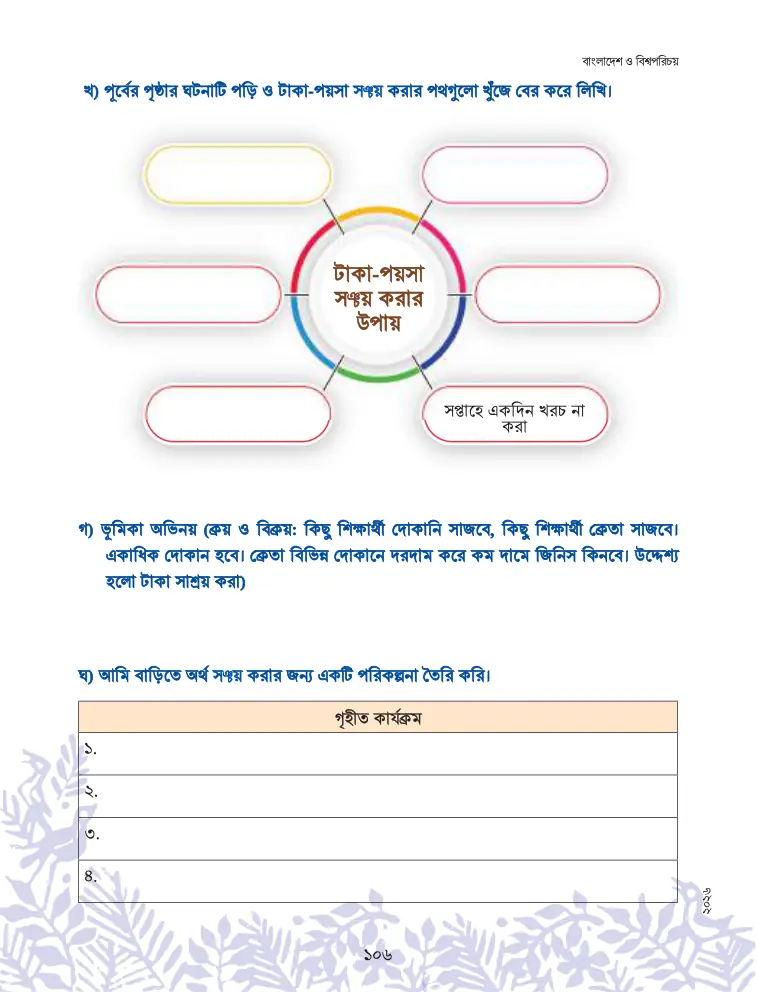 বাংলাদেশ ও বিশ্বপরিচয়
খ) পূর্বের পৃষ্ঠার ঘটনাটি পড়ি ও টাকা-পয়সা সঞ্চয় করার পথগুলো খুঁজে বের করে লিখি।
টাকা-পয়সা
সঞ্চয় করার
উপায়
সপ্তাহে একদিন খরচ না
করা
গ) ভূমিকা অভিনয় (ক্রয় ও বিক্রয়: কিছু শিক্ষার্থী দোকানি সাজবে, কিছু শিক্ষার্থী ক্রেতা সাজবে।
একাধিক দোকান হবে। ক্রেতা বিভিন্ন দোকানে দরদাম করে কম দামে জিনিস কিনবে। উদ্দেশ্য
হলো টাকা সাশ্রয় করা)
ঘ) আমি বাড়িতে অর্থ সঞ্চয় করার জন্য একটি পরিকল্পনা তৈরি করি।
গৃহীত কার্যক্রম
১.
২.
৩.
৪.
২০২৬
১০৬